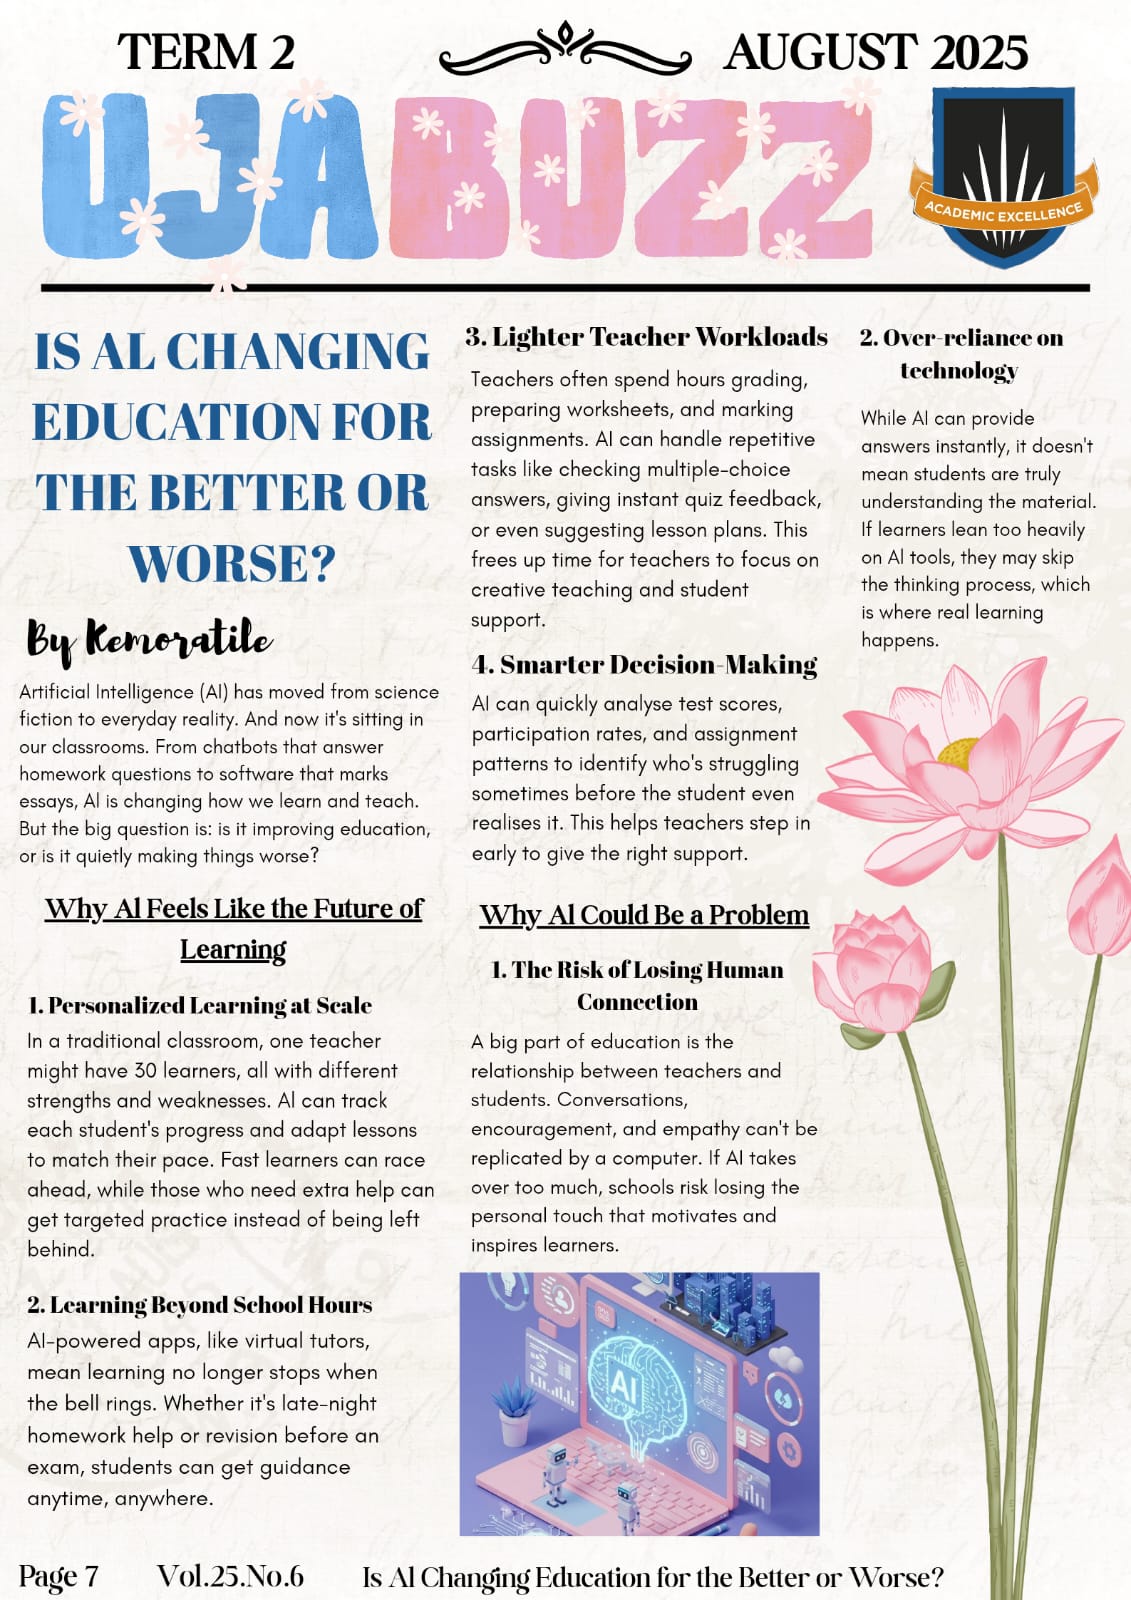 TERM 2
AUGUST 2025
UJABUZZ
ACADEMIC EXCELLENCE
IS AL CHANGING
EDUCATION FOR
THE BETTER OR
WORSE?
By Kemoratile
Artificial Intelligence (AI) has moved from science
fiction to everyday reality. And now it's sitting in
our classrooms. From chatbots that answer
homework questions to software that marks
essays, Al is changing how we learn and teach.
But the big question is: is it improving education,
or is it quietly making things worse?
Why Al Feels Like the Future of
Learning
1. Personalized Learning at Scale
In a traditional classroom, one teacher
might have 30 learners, all with different
strengths and weaknesses. Al can track
each student's progress and adapt lessons
to match their pace. Fast learners can race
ahead, while those who need extra help can
get targeted practice instead of being left
behind.
2. Learning Beyond School Hours
AI-powered apps, like virtual tutors,
mean learning no longer stops when
the bell rings. Whether it's late-night
homework help or revision before an
exam, students can get guidance
anytime, anywhere.
3. Lighter Teacher Workloads
Teachers often spend hours grading,
preparing worksheets, and marking
assignments. AI can handle repetitive
tasks like checking multiple-choice
answers, giving instant quiz feedback,
or even suggesting lesson plans. This
frees up time for teachers to focus on
creative teaching and student
support.
4. Smarter Decision-Making
AI can quickly analyse test scores,
participation rates, and assignment
patterns to identify who's struggling
sometimes before the student even
realises it. This helps teachers step in
early to give the right support.
Why Al Could Be a Problem
1. The Risk of Losing Human
Connection
A big part of education is the
relationship between teachers and
students. Conversations,
encouragement, and empathy can't be
replicated by a computer. If AI takes
over too much, schools risk losing the
personal touch that motivates and
inspires learners.
AI
2. Over-reliance on
technology
While AI can provide
answers instantly, it doesn't
mean students are truly
understanding the material.
If learners lean too heavily
on Al tools, they may skip
the thinking process, which
is where real learning
happens.
Page 7
Vol.25.No.6
Is Al Changing Education for the Better or Worse?